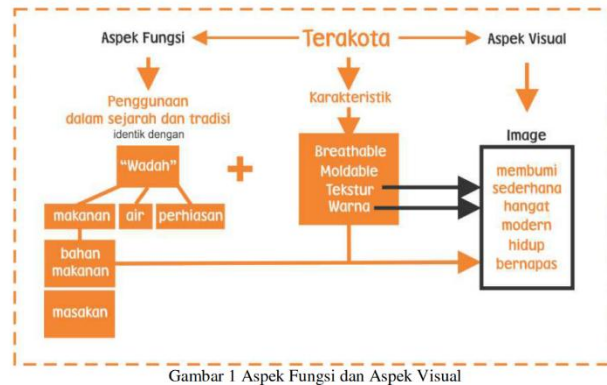 Aspek Fungsi
Terakota
Aspek Visual
Penggunaan
dalam sejarah dan tradisi
identik dengan
"Wadah"
makanan
air
perhiasan
bahan
makanan
masakan
+
Karakteristik
Breathable
Moldable
Tekstur
Warna
Image
membumi
sederhana
hangat
modern
hidup
bernapas
Gambar 1 Aspek Fungsi dan Aspek Visual